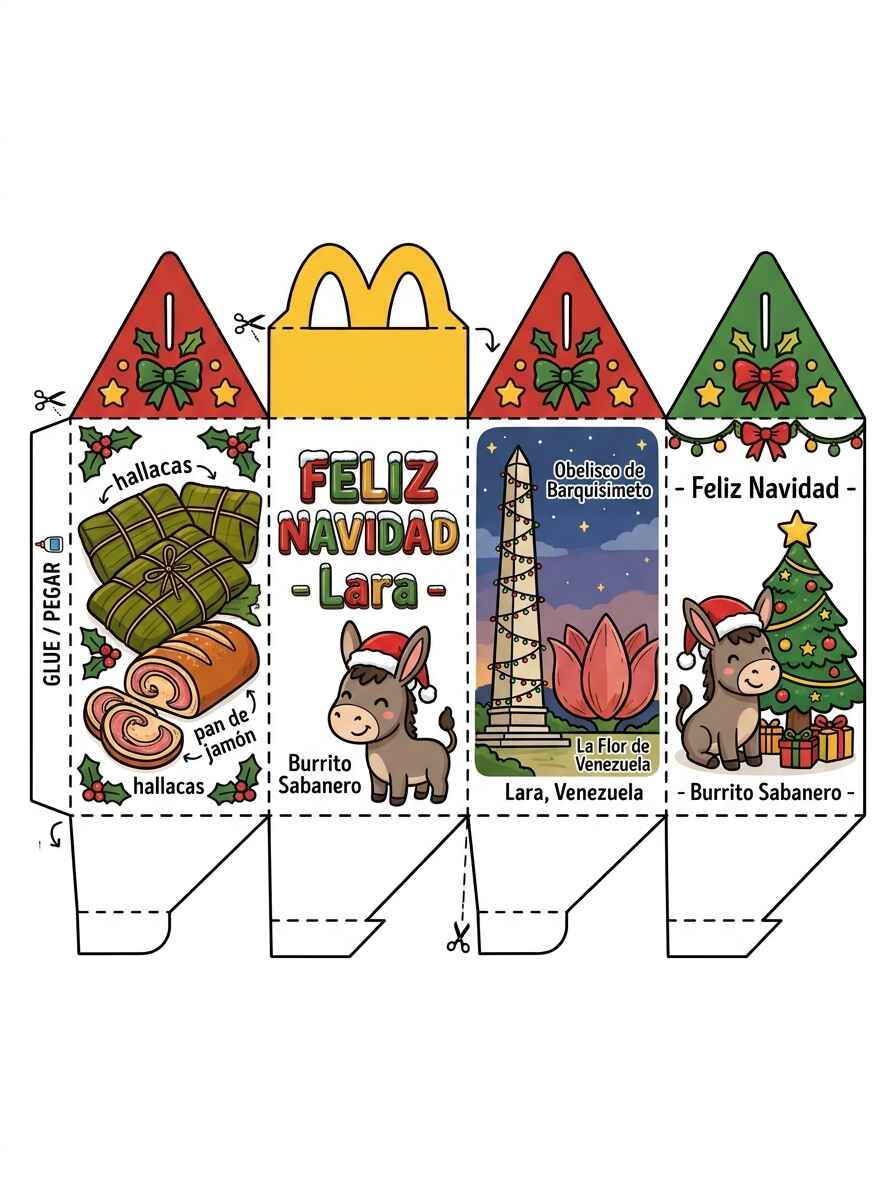 GLUE / PEGAR
hallacas
pan de
jamón
hallacas
FELIZ
NAVIDAD
- Lara -
Burrito
Sabanero
Obelisco de
Barquisimeto
La Flor de
Venezuela
Lara, Venezuela
- Feliz Navidad -
- Burrito Sabanero -